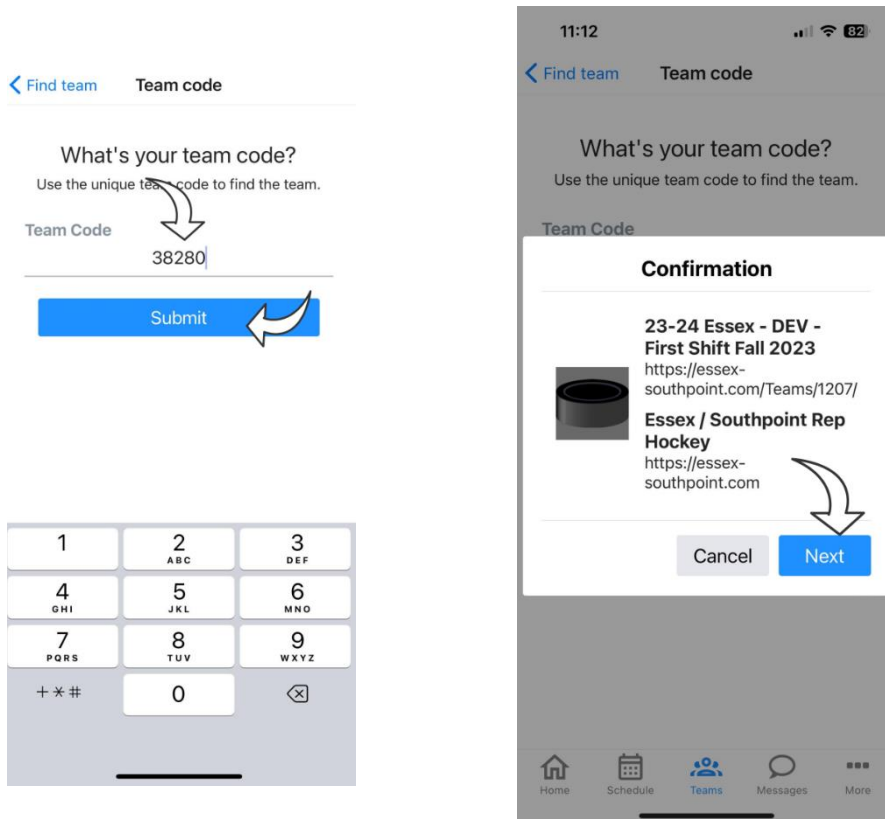 Find team
Team code
What's your team code?
Use the unique team code to find the team.
Team Code
38280
Submit
1
2
ABC
3
DEF
4
GHI
5
JKL
6
MNO
7
PQRS
8
TUV
9
WXYZ
+*#
0
11:12
82
Find team
Team code
What's your team code?
Use the unique team code to find the team.
Team Code
Confirmation
23-24 Essex - DEV -
First Shift Fall 2023
https://essex-
southpoint.com/Teams/1207/
Essex / Southpoint Rep
Hockey
https://essex-
southpoint.com
Cancel
Next
Home
Schedule
Teams
Messages
More